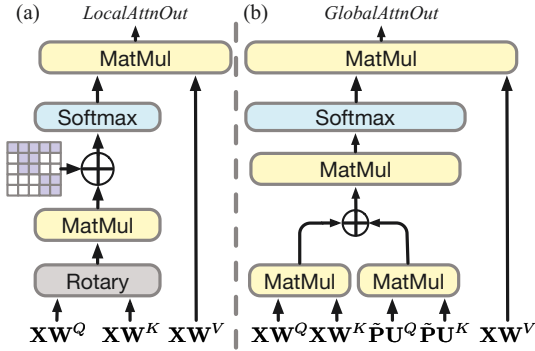 (a) LocalAttnOut
MatMul
Softmax
MatMul
Rotary
XW^Q XW^K XW^V
(b) GlobalAttnOut
MatMul
Softmax
MatMul
MatMul MatMul
XW^Q XW^K P̃U^Q P̃U^K XW^V